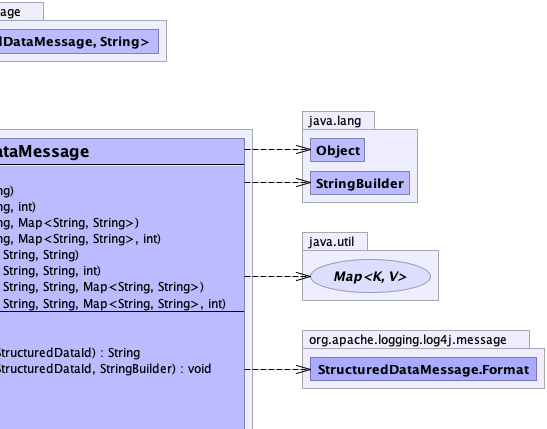 age
dDataMessage, String>
java.lang
Object
StringBuilder
ataMessage
ng)
ng, int)
ng, Map<String, String>)
ng, Map<String, String>, int)
String, String)
String, String, int)
String, String, Map<String, String>)
String, String, Map<String, String>, int)
java.util
Map<K, V>
StructuredDataId) : String
StructuredDataId, StringBuilder) : void
org.apache.logging.log4j.message
StructuredDataMessage.Format